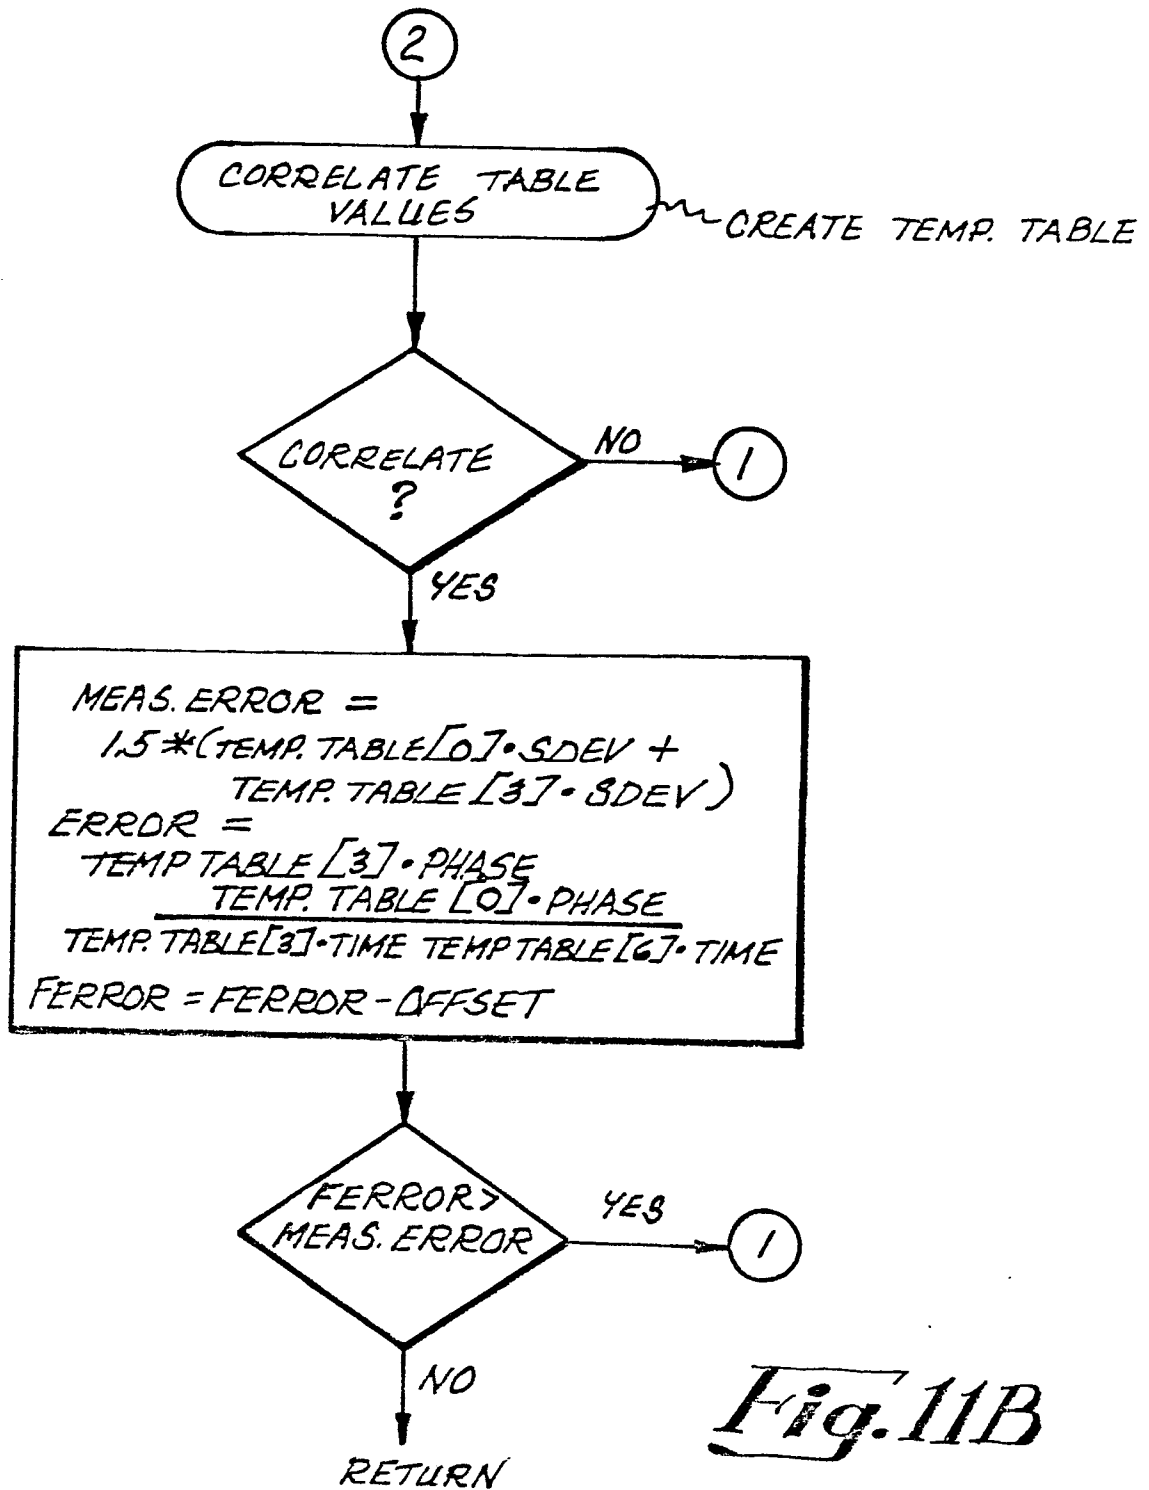 2
CORRELATE TABLE
VALUES
CREATE TEMP. TABLE
CORRELATE
?
NO
1
YES
MEAS. ERROR =
1.5*(TEMP. TABLE[0]•SDEV +
TEMP. TABLE [3]•SDEV)
ERROR =
TEMP TABLE [3]•PHASE
TEMP. TABLE [0]•PHASE
TEMP. TABLE[3]•TIME TEMP TABLE[6]•TIME
FERROR = FERROR-OFFSET
FERROR>
MEAS. ERROR
YES
1
NO
RETURN
Fig. 11B